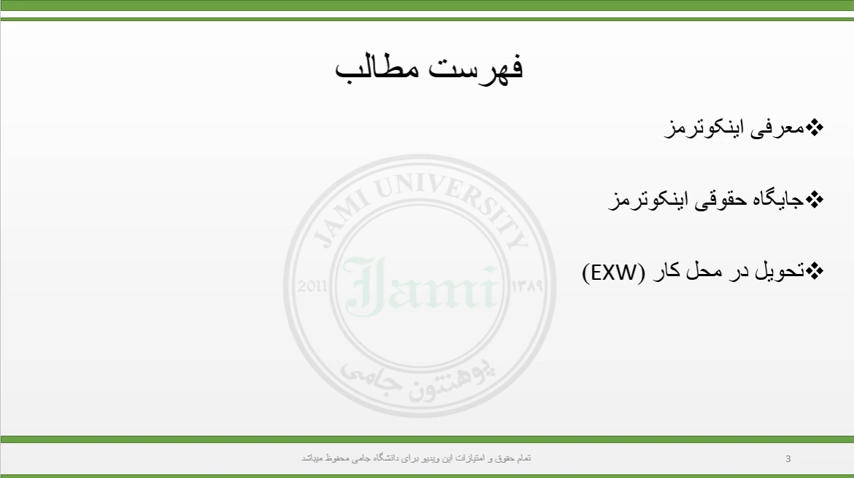 فهرست مطالب
❖معرفی اینکوترمز
❖جایگاه حقوقی اینکوترمز
❖تحویل در محل کار (EXW)
JAMI UNIVERSITY
2011
Jami
۱۳۸۹
پوهنتون جامی
تمام حقوق و امتیازات این ویدیو برای دانشگاه جامی محفوظ میباشد
3